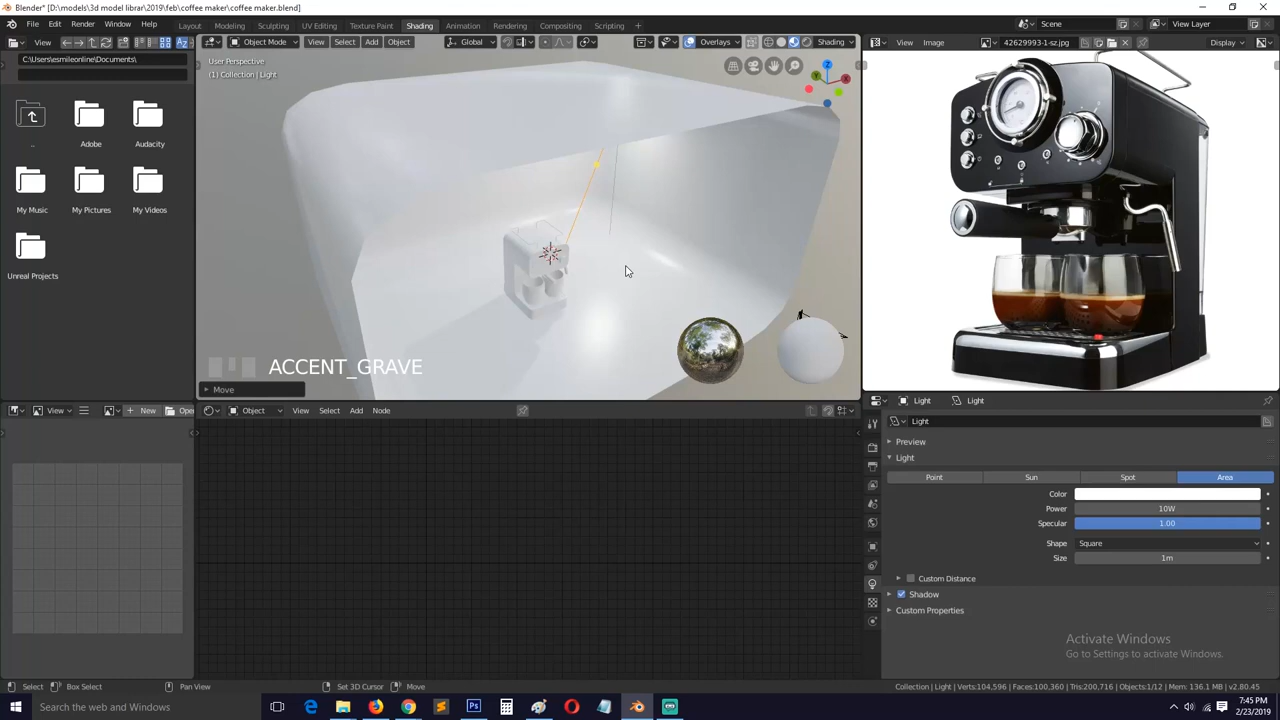 Blender* [D:\models\3d model librar\2019\feb\coffee maker\coffee maker.blend]
File Edit Render Window Help Layout Modeling Sculpting UV Editing Texture Paint Shading Animation Rendering Compositing Scripting Scene View Layer
View Object Mode View Select Add Object Global Overlays Shading View Image 42629993-1-sz.jpg Display
C:\Users\esmileonline\Documents\
User Perspective
(1) Collection | Light
Z
Y
X
.. Adobe Audacity
My Music My Pictures My Videos
Unreal Projects
ACCENT_GRAVE
Move
View New Open Object View Select Add Node Light Light
Light
Preview
Light
Point Sun Spot Area
Color
Power 10W
Specular 1.00
Shape Square
Size 1m
Custom Distance
Shadow
Custom Properties
Activate Windows
Go to Settings to activate Windows.
Select Box Select Pan View Set 3D Cursor Move Collection | Light | Verts:104,596 | Faces:100,360 | Tris:200,716 | Objects:1/12 | Mem: 136.1 MB | v2.80.45
Search the web and Windows
7:45 PM
2/23/2019